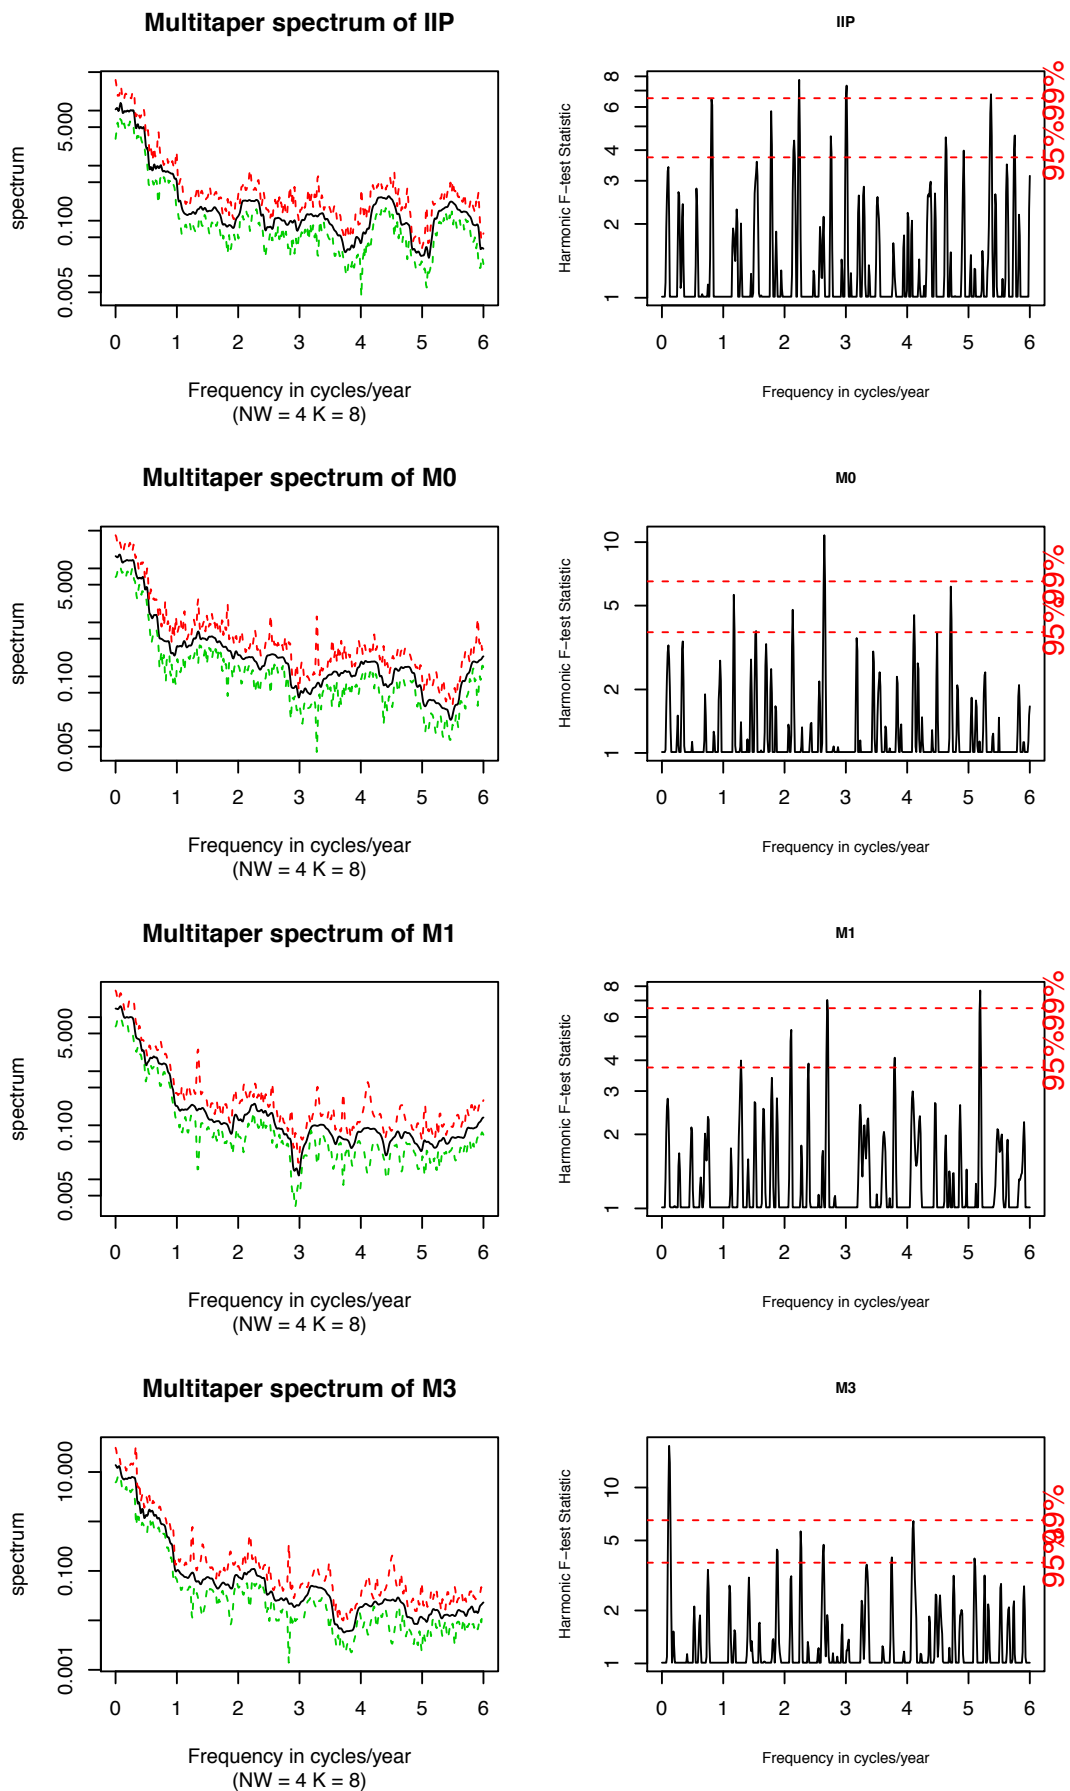 Multitaper spectrum of IIP
spectrum
5.000
0.100
0.005
0 1 2 3 4 5 6
Frequency in cycles/year
(NW = 4 K = 8)
IIP
Harmonic F−test Statistic
8
6
4
3
2
1
99%
95%
0 1 2 3 4 5 6
Frequency in cycles/year
Multitaper spectrum of M0
spectrum
5.000
0.100
0.005
0 1 2 3 4 5 6
Frequency in cycles/year
(NW = 4 K = 8)
M0
Harmonic F−test Statistic
10
5
2
1
99%
95%
0 1 2 3 4 5 6
Frequency in cycles/year
Multitaper spectrum of M1
spectrum
5.000
0.100
0.005
0 1 2 3 4 5 6
Frequency in cycles/year
(NW = 4 K = 8)
M1
Harmonic F−test Statistic
8
6
4
3
2
1
99%
95%
0 1 2 3 4 5 6
Frequency in cycles/year
Multitaper spectrum of M3
spectrum
10.000
0.100
0.001
0 1 2 3 4 5 6
Frequency in cycles/year
(NW = 4 K = 8)
M3
Harmonic F−test Statistic
10
5
2
1
99%
95%
0 1 2 3 4 5 6
Frequency in cycles/year